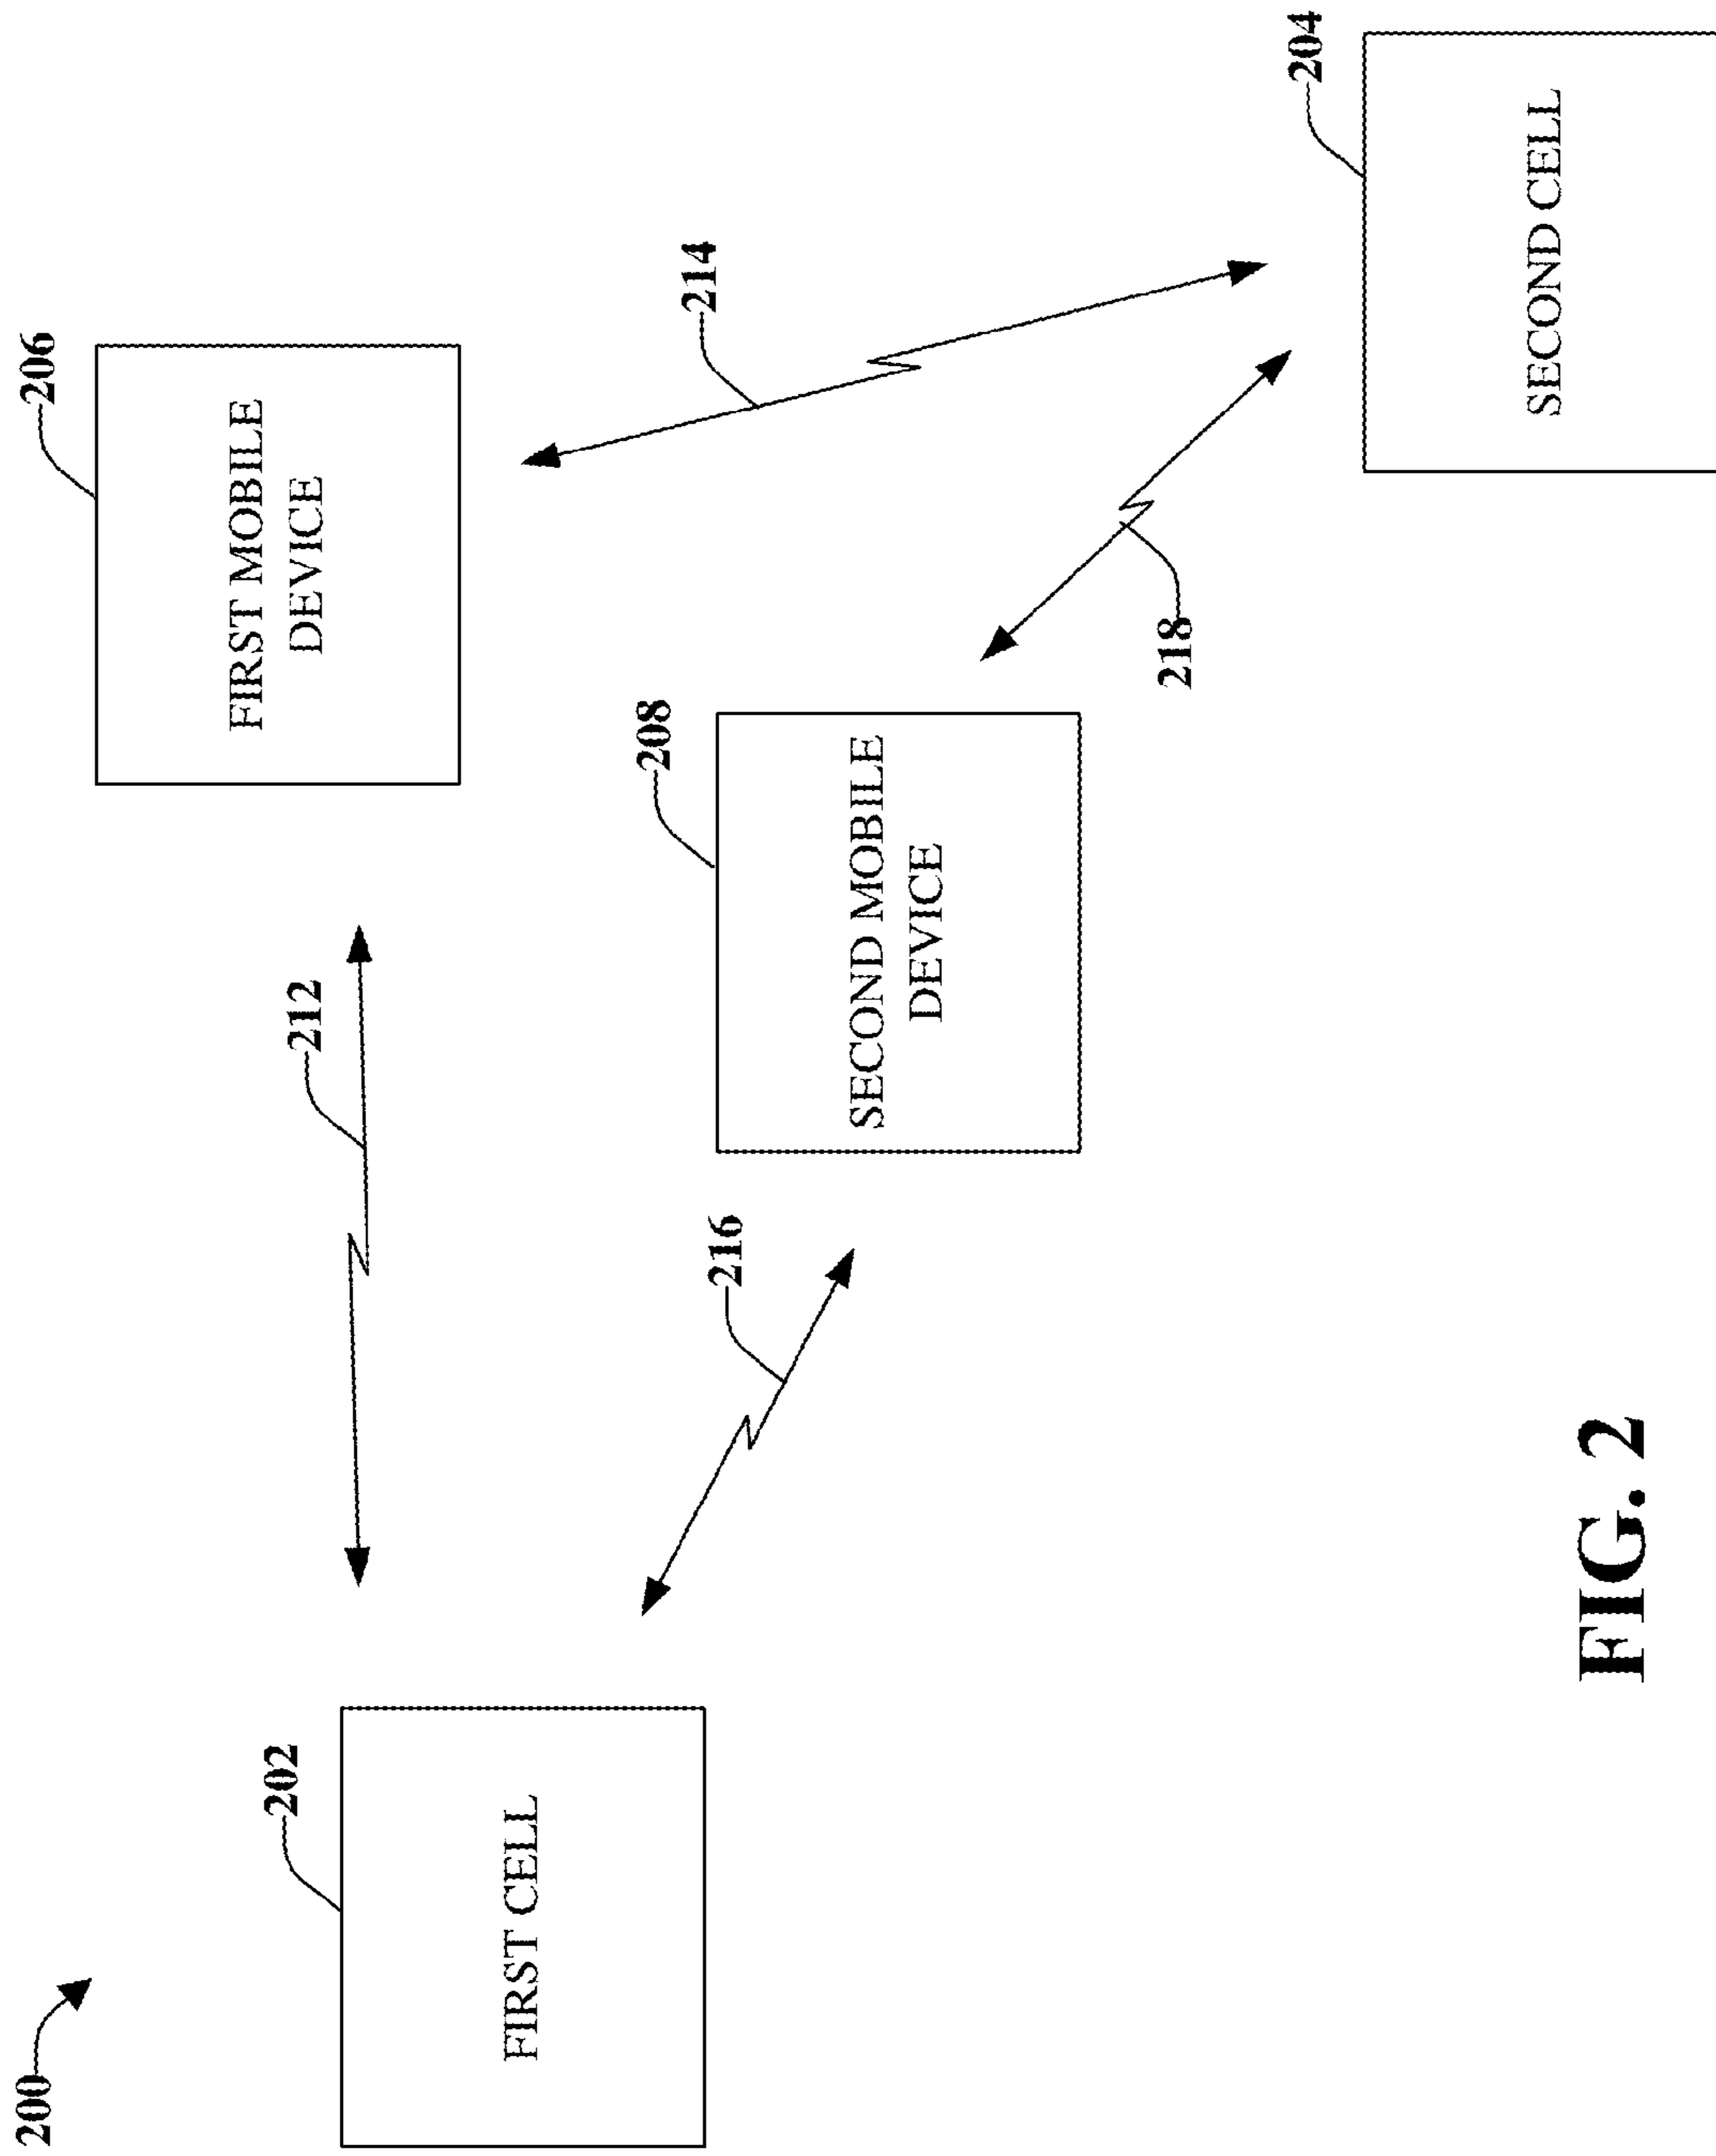 200
202
FIRST CELL
212
216
206
FIRST MOBILE
DEVICE
208
SECOND MOBILE
DEVICE
214
218
204
SECOND CELL
FIG. 2